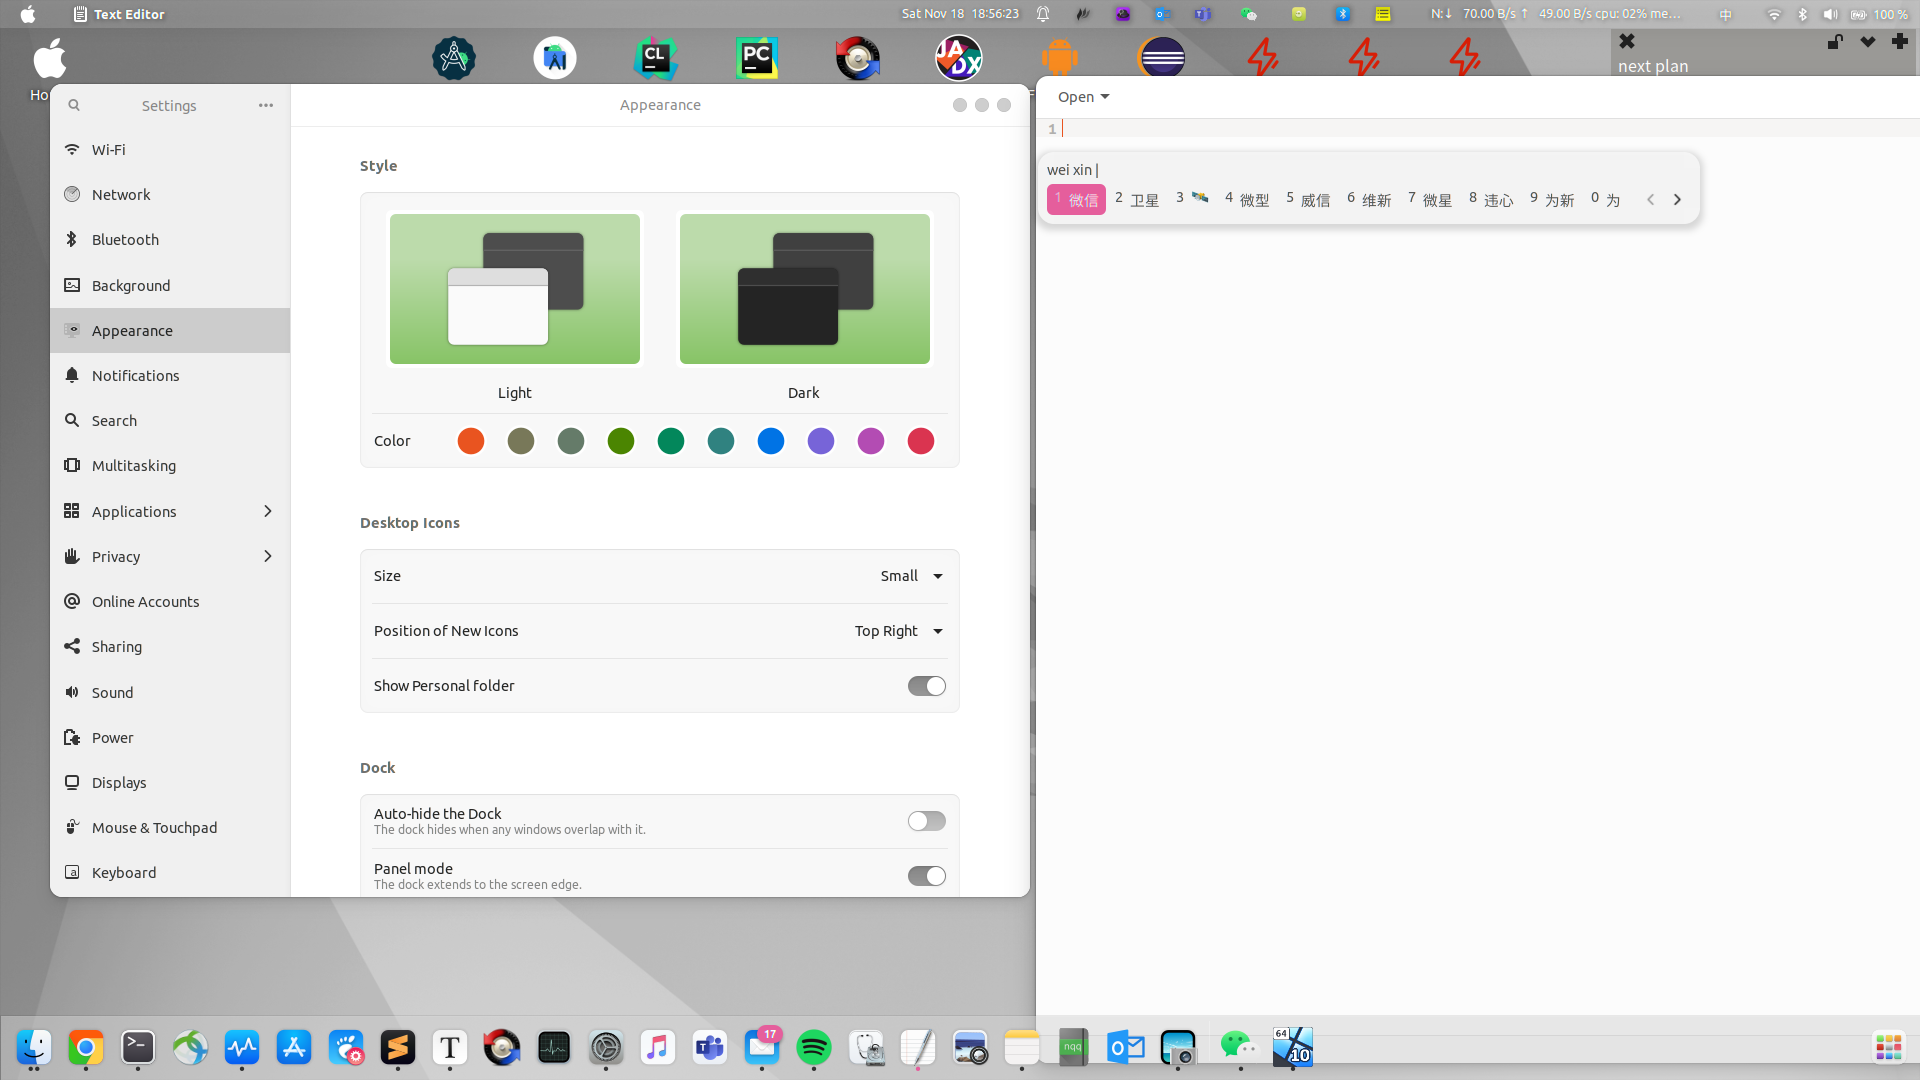 Text Editor
Sat Nov 18 18:56:23
N:↓ 70.00 B/s ↑ 49.00 B/s cpu: 02% me...
中
100 %
CL
PC
JADX
next plan
Settings
Appearance
Open
1
wei xin
1 微信 2 卫星 3 🛰 4 微型 5 威信 6 维新 7 微星 8 违心 9 为新 0 为
Wi-Fi
Network
Bluetooth
Background
Appearance
Notifications
Search
Multitasking
Applications
Privacy
Online Accounts
Sharing
Sound
Power
Displays
Mouse & Touchpad
Keyboard
Style
Light
Dark
Color
Desktop Icons
Size
Small
Position of New Icons
Top Right
Show Personal folder
Dock
Auto-hide the Dock
The dock hides when any windows overlap with it.
Panel mode
The dock extends to the screen edge.
17
nqq
64
10